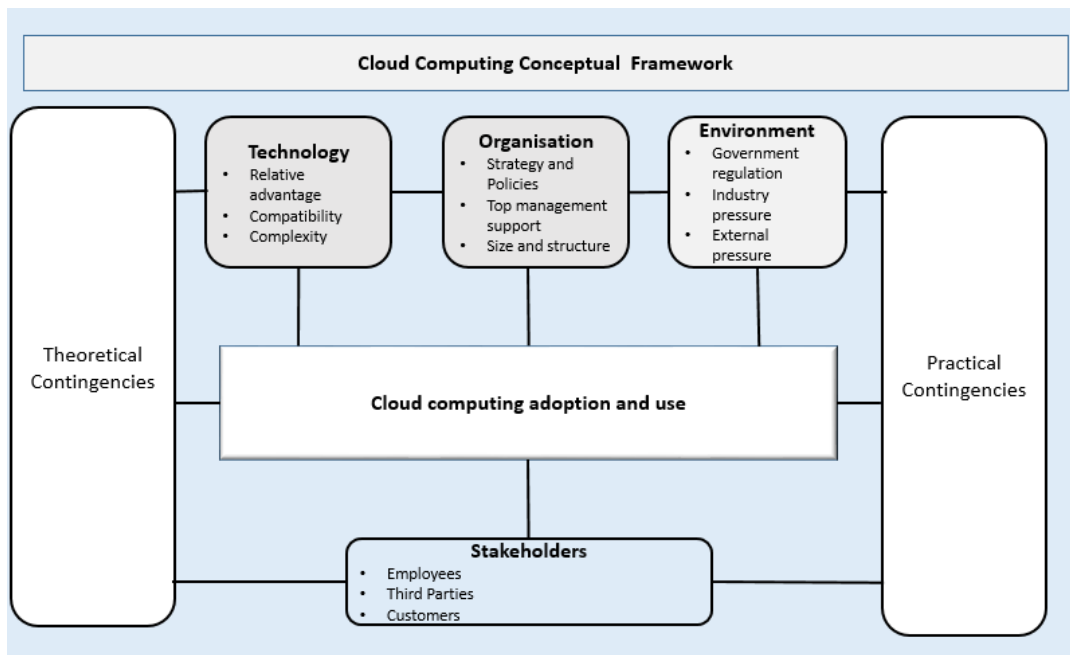 Cloud Computing Conceptual Framework
Technology
• Relative
advantage
• Compatibility
• Complexity
Organisation
• Strategy and
Policies
• Top management
support
• Size and structure
Environment
• Government
regulation
• Industry
pressure
• External
pressure
Theoretical
Contingencies
Cloud computing adoption and use
Practical
Contingencies
Stakeholders
• Employees
• Third Parties
• Customers